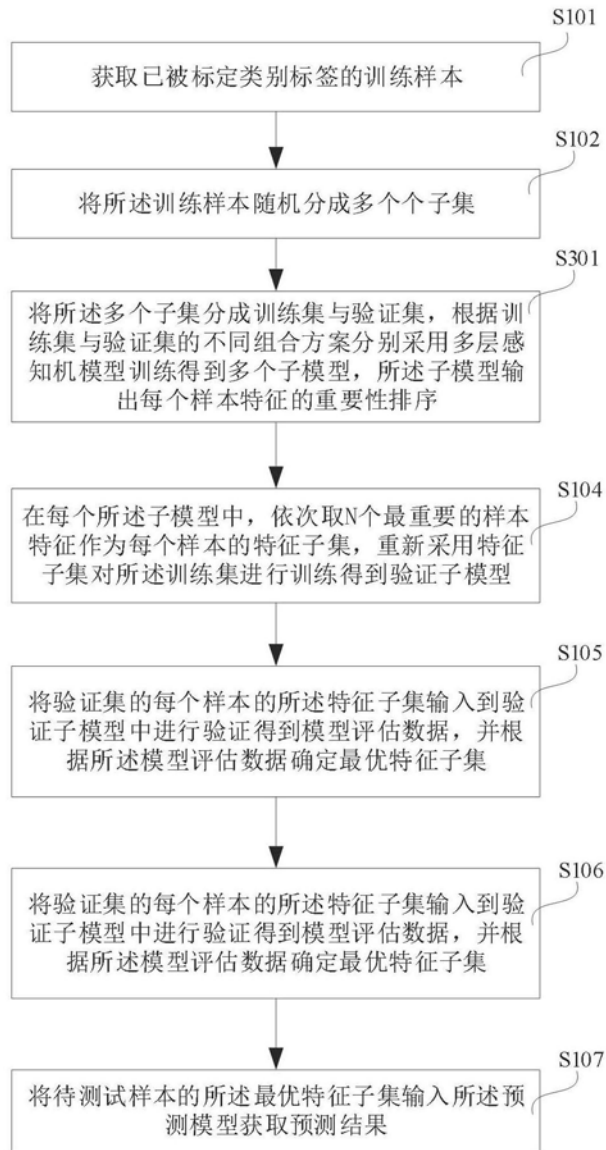 S101
获取已被标定类别标签的训练样本
S102
将所述训练样本随机分成多个个子集
S301
将所述多个子集分成训练集与验证集，根据训
练集与验证集的不同组合方案分别采用多层感
知机模型训练得到多个子模型，所述子模型输
出每个样本特征的重要性排序
S104
在每个所述子模型中，依次取N个最重要的样本
特征作为每个样本的特征子集，重新采用特征
子集对所述训练集进行训练得到验证子模型
S105
将验证集的每个样本的所述特征子集输入到验
证子模型中进行验证得到模型评估数据，并根
据所述模型评估数据确定最优特征子集
S106
将验证集的每个样本的所述特征子集输入到验
证子模型中进行验证得到模型评估数据，并根
据所述模型评估数据确定最优特征子集
S107
将待测试样本的所述最优特征子集输入所述预
测模型获取预测结果